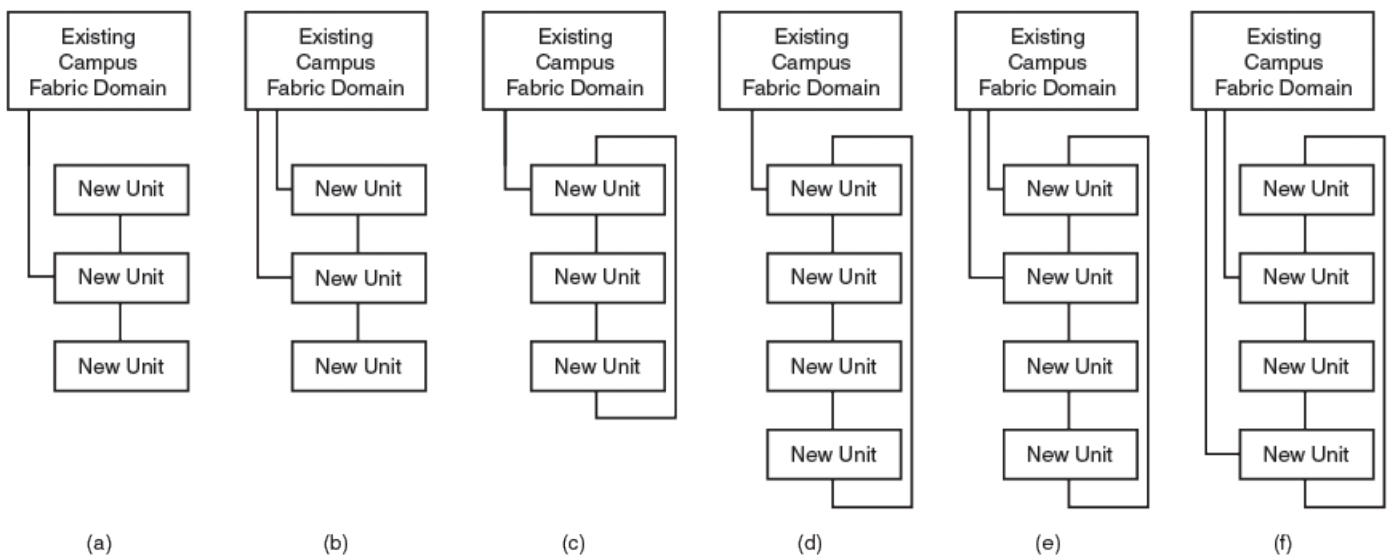 Existing
Campus
Fabric Domain
New Unit
New Unit
New Unit
(a)
Existing
Campus
Fabric Domain
New Unit
New Unit
New Unit
(b)
Existing
Campus
Fabric Domain
New Unit
New Unit
New Unit
(c)
Existing
Campus
Fabric Domain
New Unit
New Unit
New Unit
New Unit
(d)
Existing
Campus
Fabric Domain
New Unit
New Unit
New Unit
New Unit
(e)
Existing
Campus
Fabric Domain
New Unit
New Unit
New Unit
New Unit
(f)